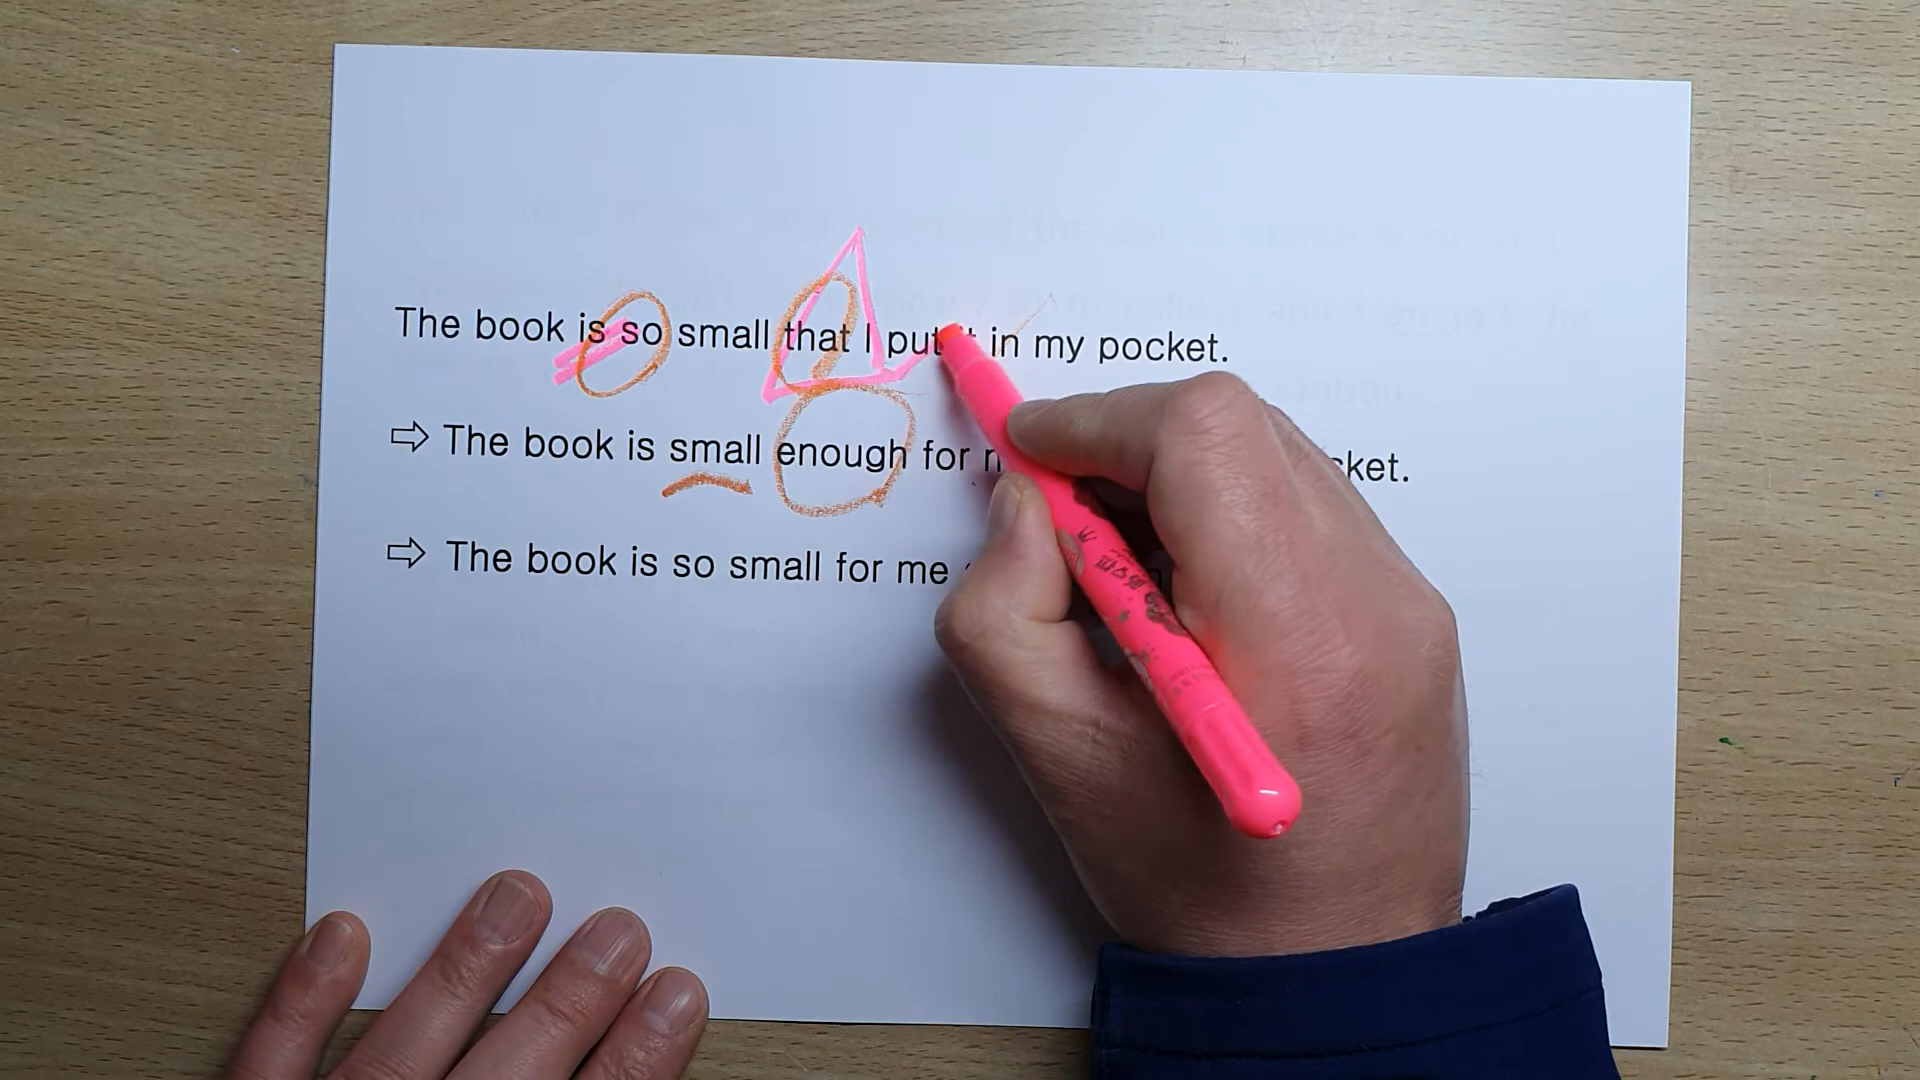 The book is so small that I put it in my pocket.
⇨ The book is small enough for
⇨ The book is so small for me